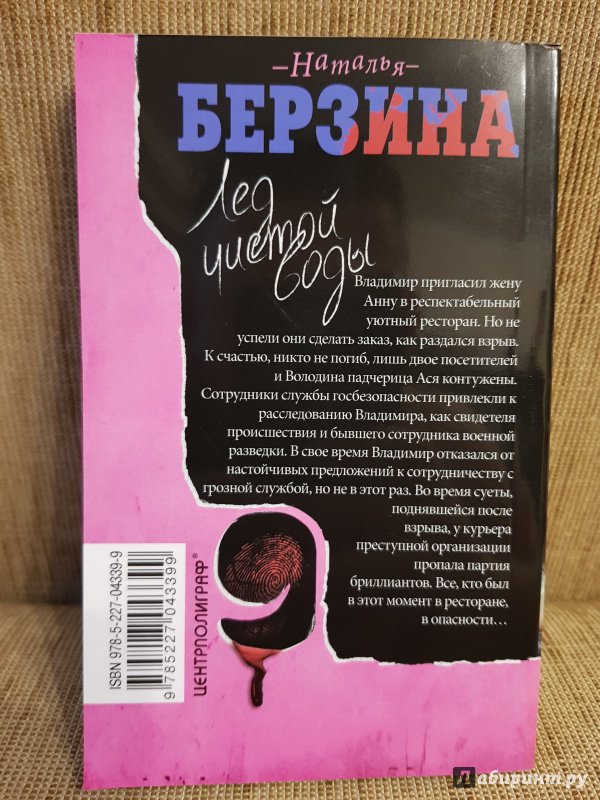 –Наталья–
БЕРЗИНА
Лед
чистой
воды
Владимир пригласил жену
Анну в респектабельный
уютный ресторан. Но не
успели они сделать заказ, как раздался взрыв.
К счастью, никто не погиб, лишь двое посетителей
и Володина падчерица Ася контужены.
Сотрудники службы госбезопасности привлекли к
расследованию Владимира, как свидетеля
происшествия и бывшего сотрудника военной
разведки. В свое время Владимир отказался от
настойчивых предложений к сотрудничеству с
грозной службой, но не в этот раз. Во время суеты,
поднявшейся после
взрыва, у курьера
преступной организации
пропала партия
бриллиантов. Все, кто был
в этот момент в ресторане,
в опасности...
ISBN 978-5-227-04339-9
9 785227 043399
ЦЕНТРПОЛИГРАФ®
Лабиринт.ру